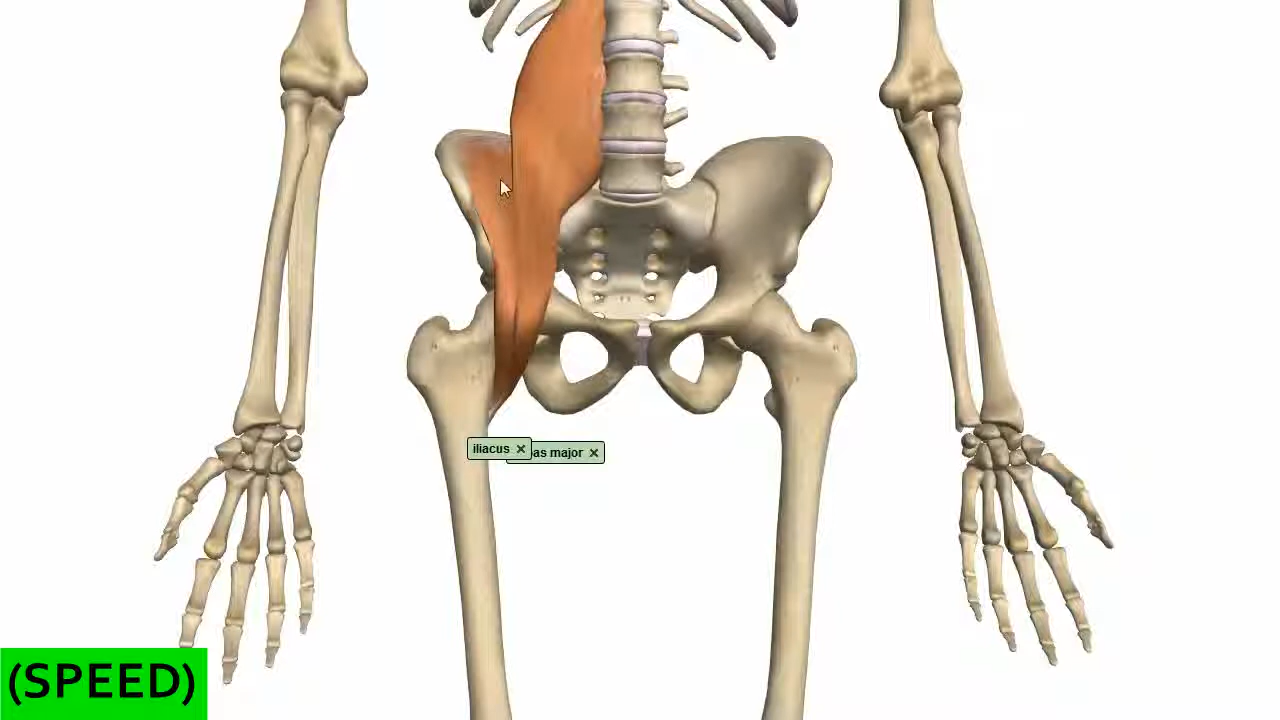 iliacus ×
as major ×
(SPEED)